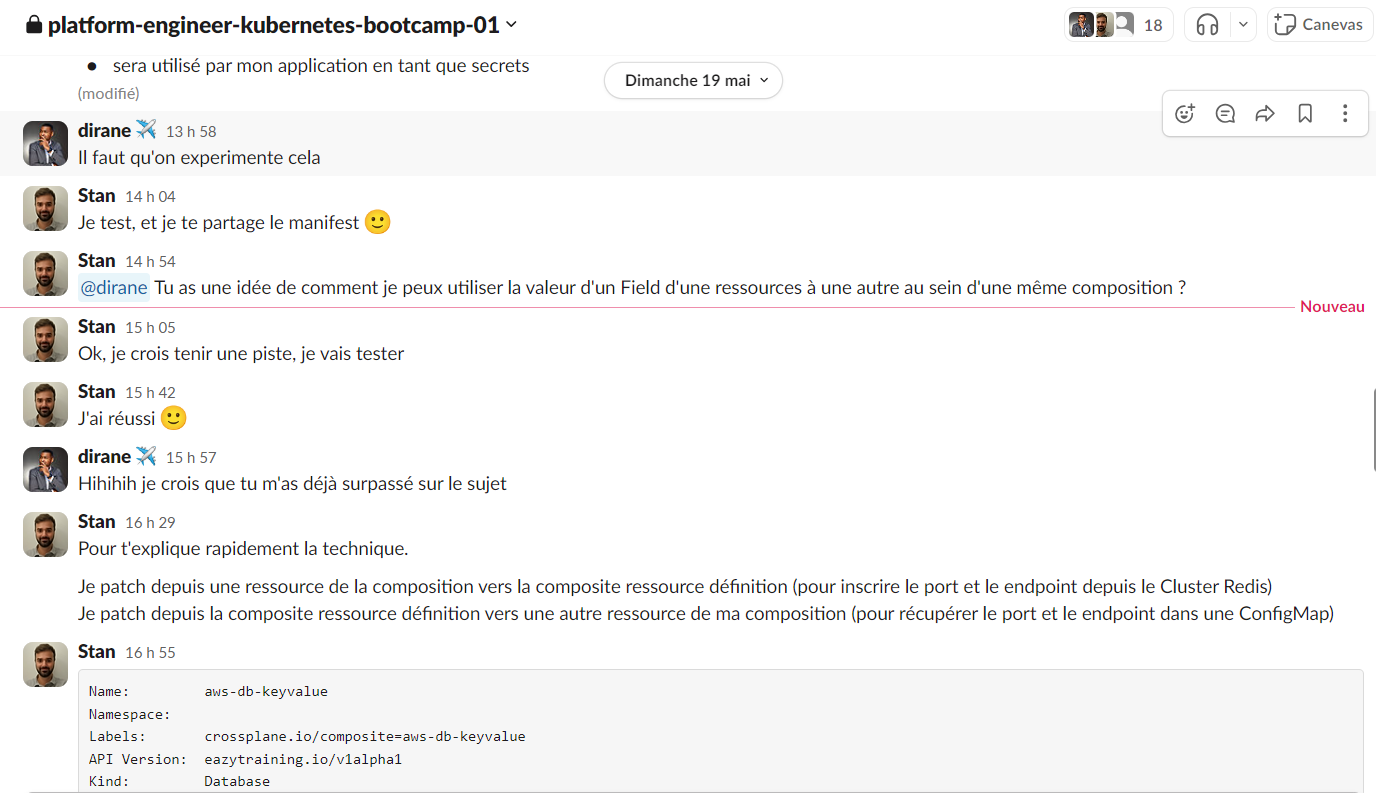 platform-engineer-kubernetes-bootcamp-01
18
Canevas
sera utilisé par mon application en tant que secrets
(modifié)
Dimanche 19 mai
dirane 13 h 58
Il faut qu'on experimente cela
Stan 14 h 04
Je test, et je te partage le manifest
Stan 14 h 54
@dirane Tu as une idée de comment je peux utiliser la valeur d'un Field d'une ressources à une autre au sein d'une même composition ?
Nouveau
Stan 15 h 05
Ok, je crois tenir une piste, je vais tester
Stan 15 h 42
J'ai réussi
dirane 15 h 57
Hihihih je crois que tu m'as déjà surpassé sur le sujet
Stan 16 h 29
Pour t'explique rapidement la technique.
Je patch depuis une ressource de la composition vers la composite ressource définition (pour inscrire le port et le endpoint depuis le Cluster Redis)
Je patch depuis la composite ressource définition vers une autre ressource de ma composition (pour récupérer le port et le endpoint dans une ConfigMap)
Stan 16 h 55
Name: aws-db-keyvalue
Namespace:
Labels: crossplane.io/composite=aws-db-keyvalue
API Version: eazytraining.io/v1alpha1
Kind: Database